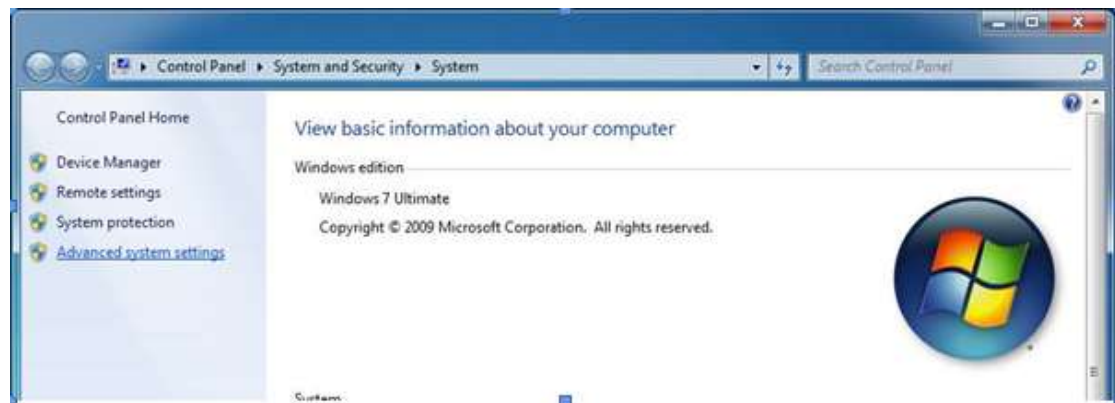 Control Panel ▸ System and Security ▸ System
Search Control Panel
Control Panel Home
Device Manager
Remote settings
System protection
Advanced system settings
View basic information about your computer
Windows edition
Windows 7 Ultimate
Copyright © 2009 Microsoft Corporation. All rights reserved.
System